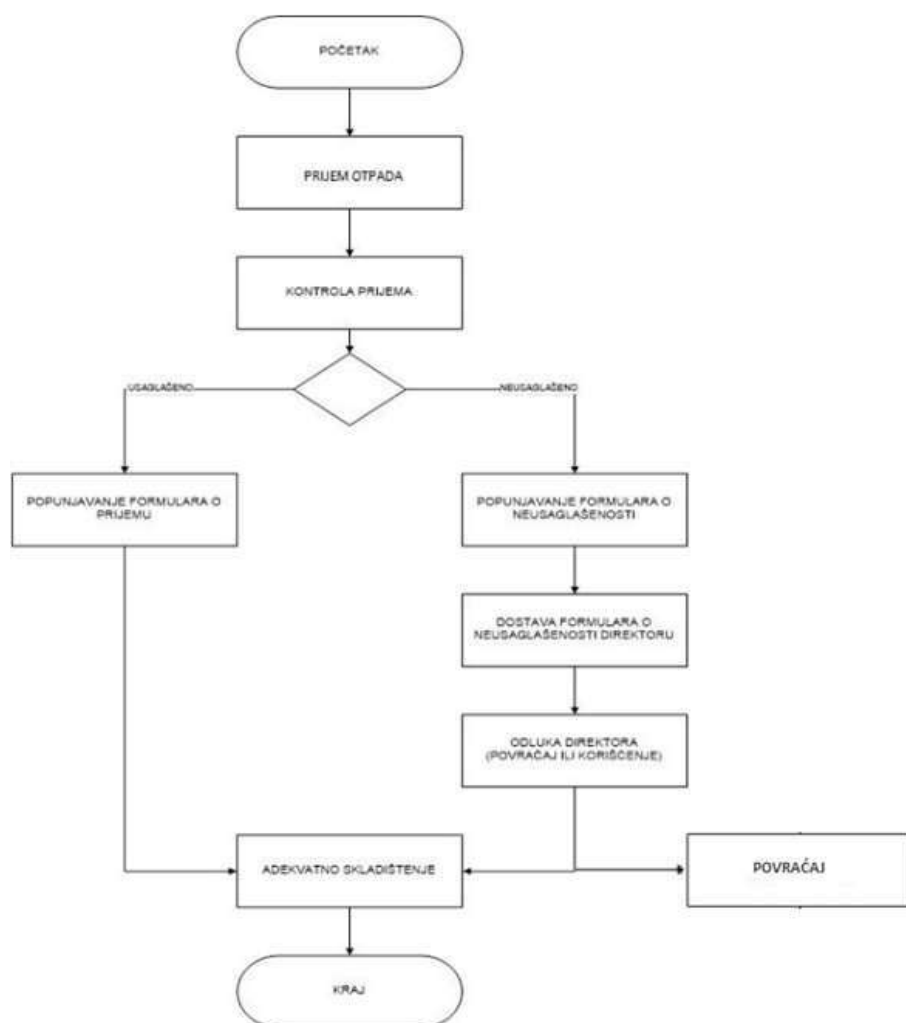 POČETAK
PRIJEM OTPADA
KONTROLA PRIJEMA
USAGLAŠENO
NEUSAGLAŠENO
POPUNJAVANJE FORMULARA O
PRIJEMU
POPUNJAVANJE FORMULARA O
NEUSAGLAŠENOSTI
DOSTAVA FORMULARA O
NEUSAGLAŠENOSTI DIREKTORU
ODLUKA DIREKTORA
(POVRAĆAJ ILI KORIŠĆENJE)
ADEKVATNO SKLADIŠTENJE
POVRAĆAJ
KRAJ